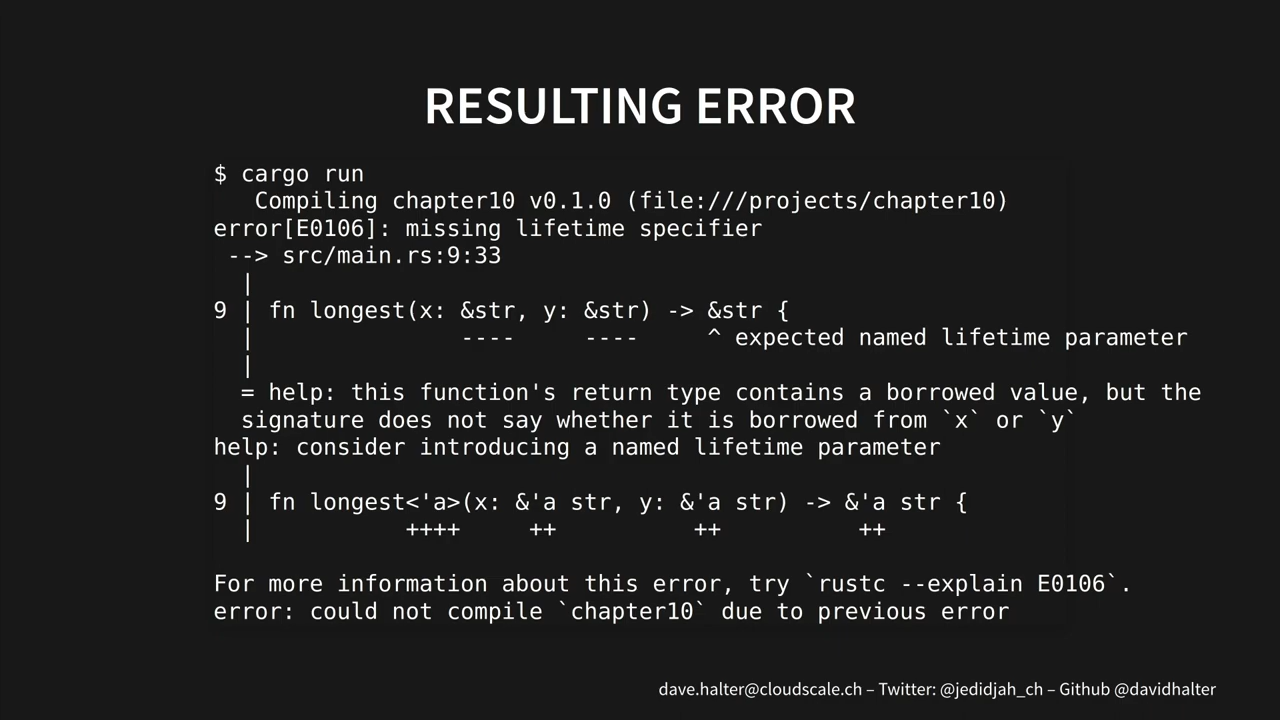 RESULTING ERROR
$ cargo run
   Compiling chapter10 v0.1.0 (file:///projects/chapter10)
error[E0106]: missing lifetime specifier
 --> src/main.rs:9:33
  |
9 | fn longest(x: &str, y: &str) -> &str {
  |               ----     ----     ^ expected named lifetime parameter
  |
  = help: this function's return type contains a borrowed value, but the
  signature does not say whether it is borrowed from `x` or `y`
help: consider introducing a named lifetime parameter
  |
9 | fn longest<'a>(x: &'a str, y: &'a str) -> &'a str {
  |           ++++     ++          ++          ++

For more information about this error, try `rustc --explain E0106`.
error: could not compile `chapter10` due to previous error
dave.halter@cloudscale.ch – Twitter: @jedidjah_ch – Github @davidhalter